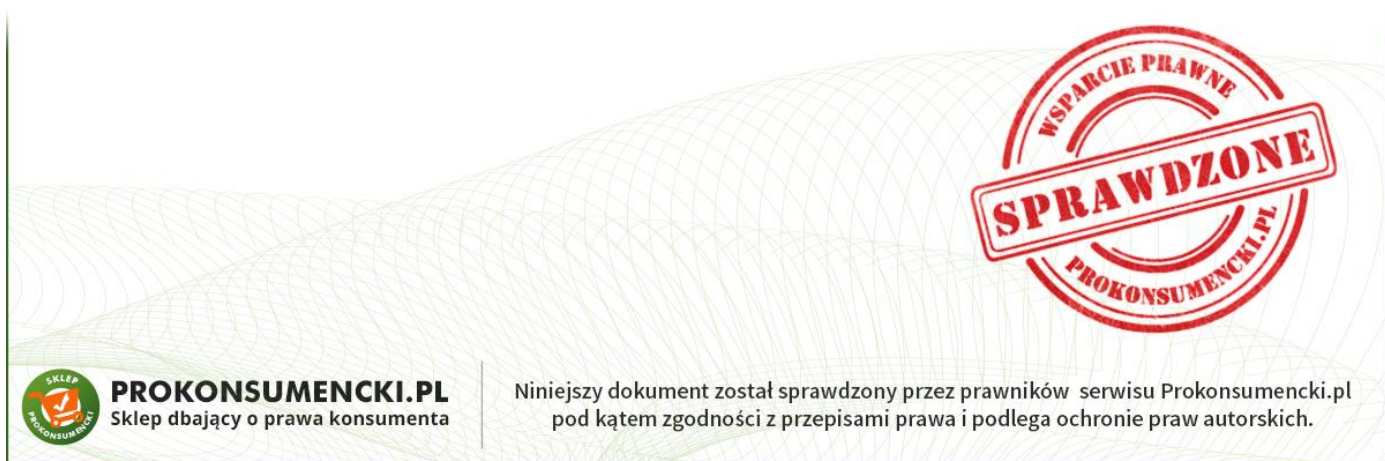 WSPARCIE PRAWNE
SPRAWDZONE
PROKONSUMENCKI.PL
SKLEP
PROKONSUMENCKI
PROKONSUMENCKI.PL
Sklep dbający o prawa konsumenta
Niniejszy dokument został sprawdzony przez prawników serwisu Prokonsumencki.pl
pod kątem zgodności z przepisami prawa i podlega ochronie praw autorskich.